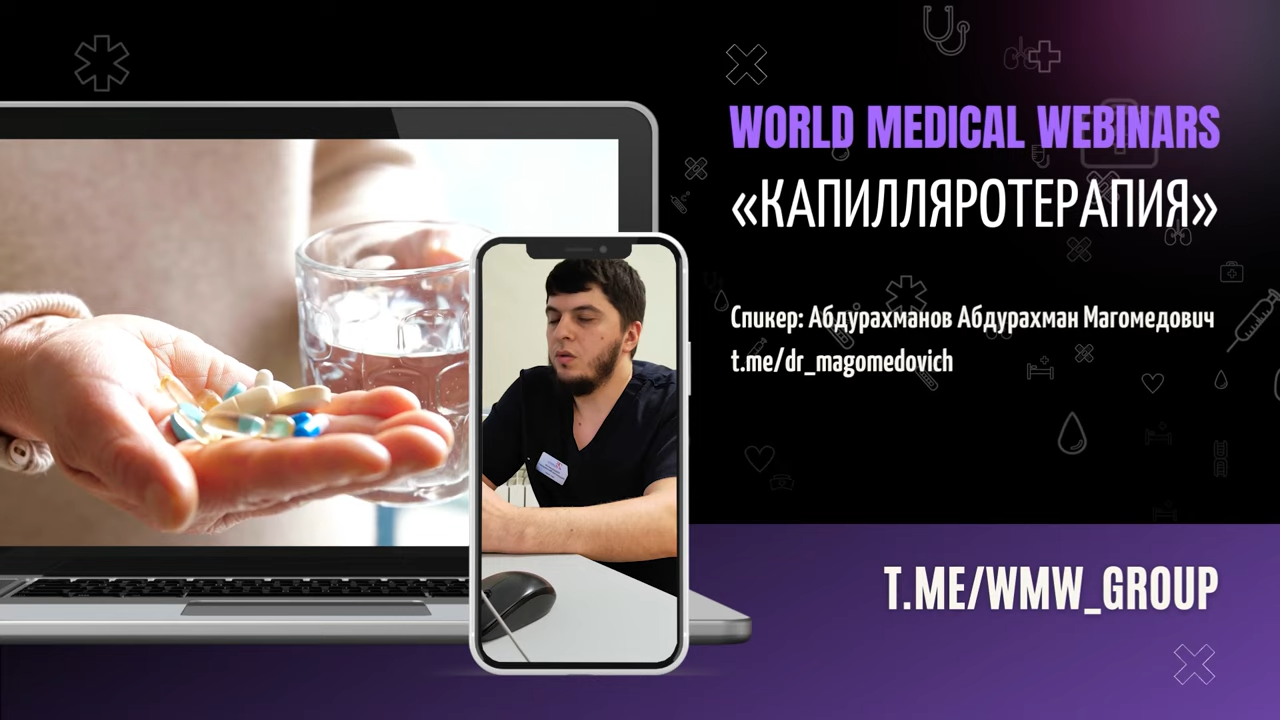 WORLD MEDICAL WEBINARS
«КАПИЛЛЯРОТЕРАПИЯ»
Спикер: Абдурахманов Абдурахман Магомедович
t.me/dr_magomedovich
T.ME/WMW_GROUP